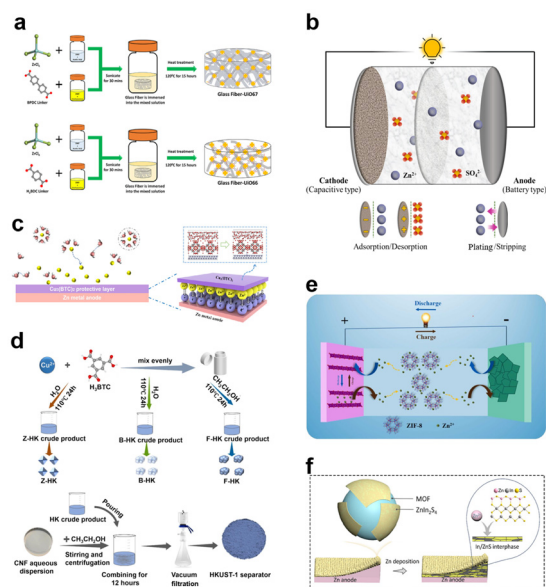 a
ZrCl4
BPDC Linker
Sonicate
for 30 mins
Glass Fiber is immersed
into the mixed solution
Heat Treatment
120°C for 15 hours
Glass Fiber-UiO67
ZrCl4
H2BDC Linker
Sonicate
for 30 mins
Glass Fiber is immersed
into the mixed solution
Heat Treatment
120°C for 15 hours
Glass Fiber-UiO66
b
Cathode
(Capacitive type)
Zn2+
SO42-
Anode
(Battery type)
Adsorption/Desorption
Plating/Stripping
c
Cu3(BTC)2 protective layer
Zn metal anode
Cu3(BTC)2
Zn metal anode
d
Cu2+
+
H3BTC
mix evenly
H2O
110℃ 24h
H2O
110℃ 24h
CH3CH2OH
110℃ 24h
Z-HK crude product
B-HK crude product
F-HK crude product
Z-HK
B-HK
F-HK
HK crude product
Pouring
+ CH3CH2OH
Stirring and
centrifugation
CNF aqueous
dispersion
Combining for
12 hours
Vacuum
filtration
HKUST-1 separator
e
Discharge
Charge
+
-
ZIF-8
+ Zn2+
f
MOF
ZnIn2S4
Zn anode
Zn deposition
Zn anode
Zn In S
In/ZnS interphase